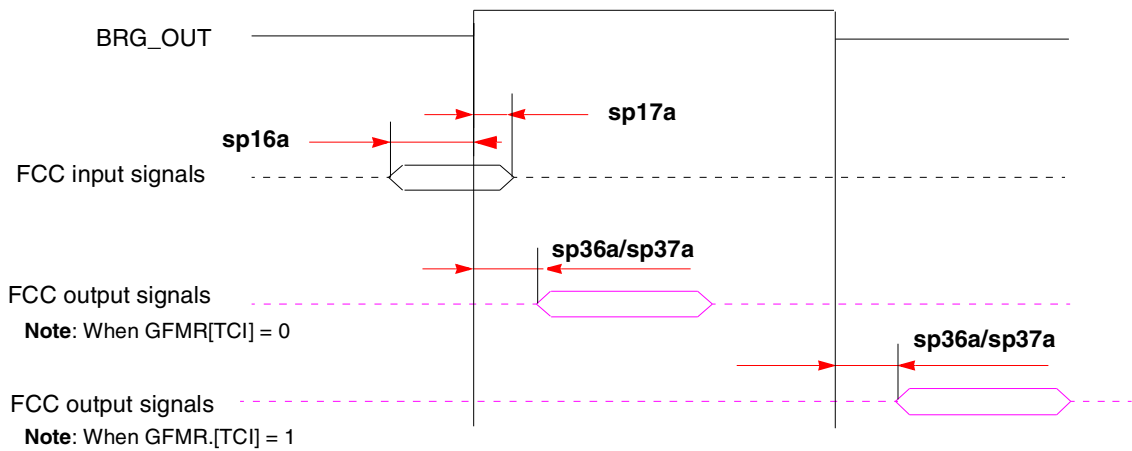 BRG_OUT
sp17a
sp16a
FCC input signals
sp36a/sp37a
FCC output signals
Note: When GFMR[TCI] = 0
sp36a/sp37a
FCC output signals
Note: When GFMR.[TCI] = 1